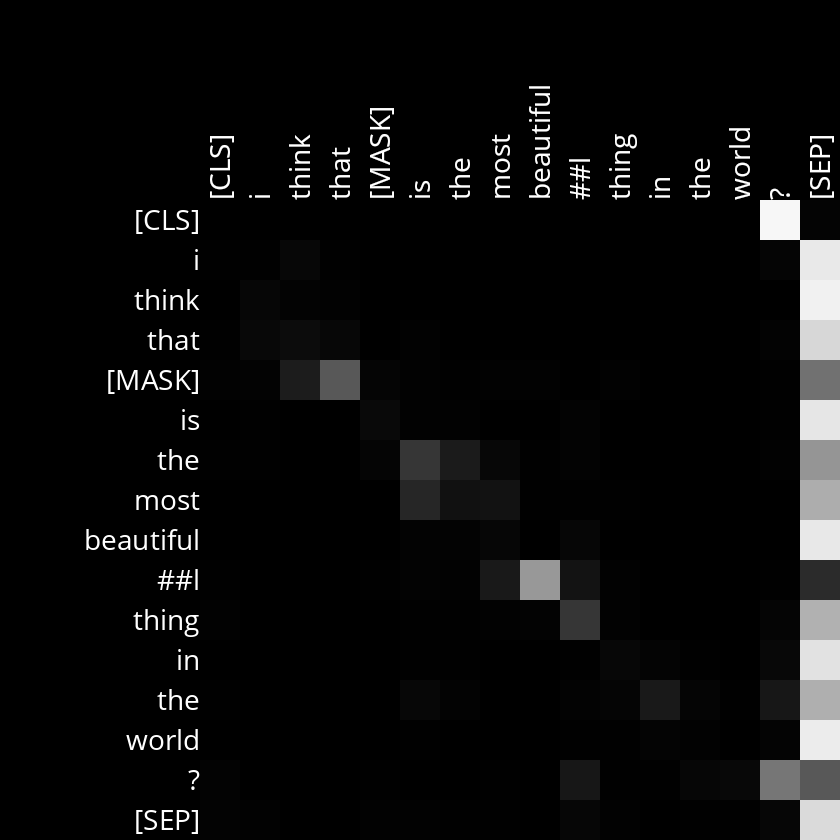 [CLS] i think that [MASK] is the most beautiful ##l thing in the world ? [SEP]
[CLS]
i
think
that
[MASK]
is
the
most
beautiful
##l
thing
in
the
world
?
[SEP]